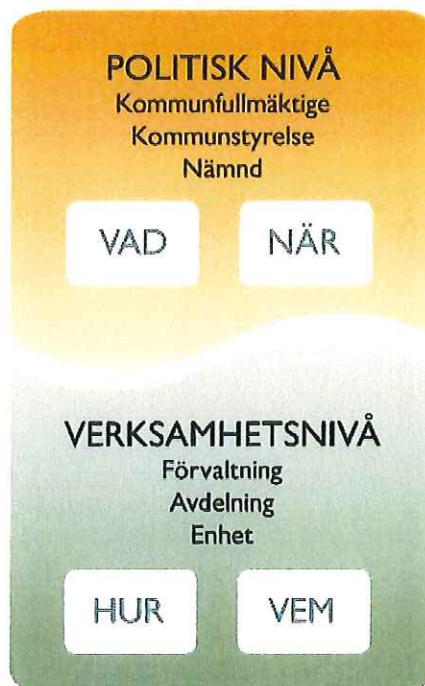 POLITISK NIVÅ
Kommunfullmäktige
Kommunstyrelse
Nämnd
VAD NÄR
VERKSAMHETSNIVÅ
Förvaltning
Avdelning
Enhet
HUR VEM